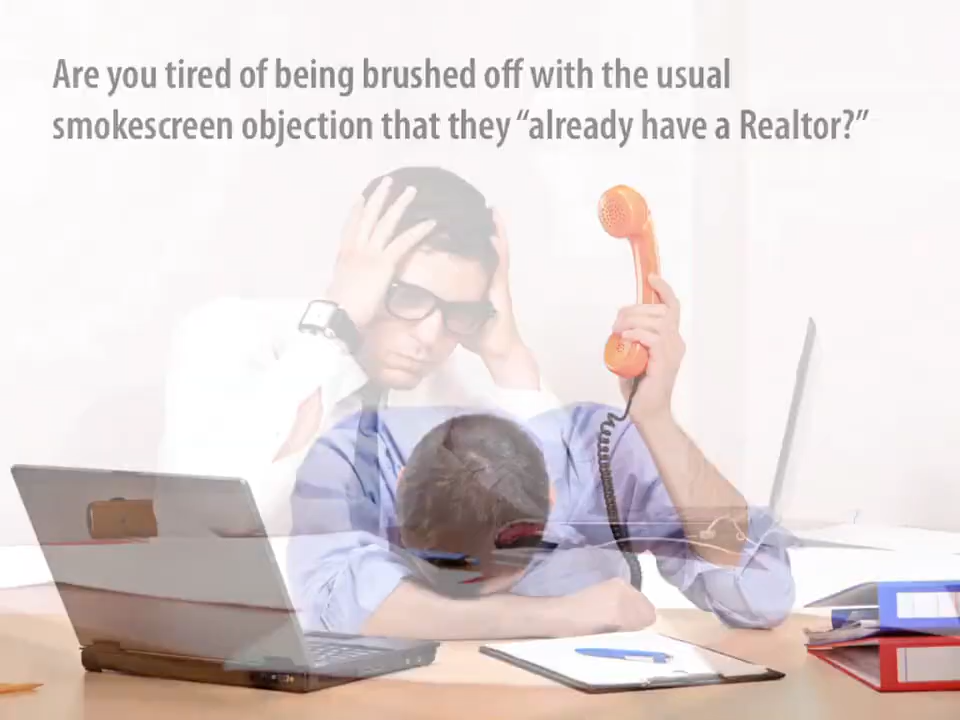 Are you tired of being brushed off with the usual
smokescreen objection that they “already have a Realtor?”